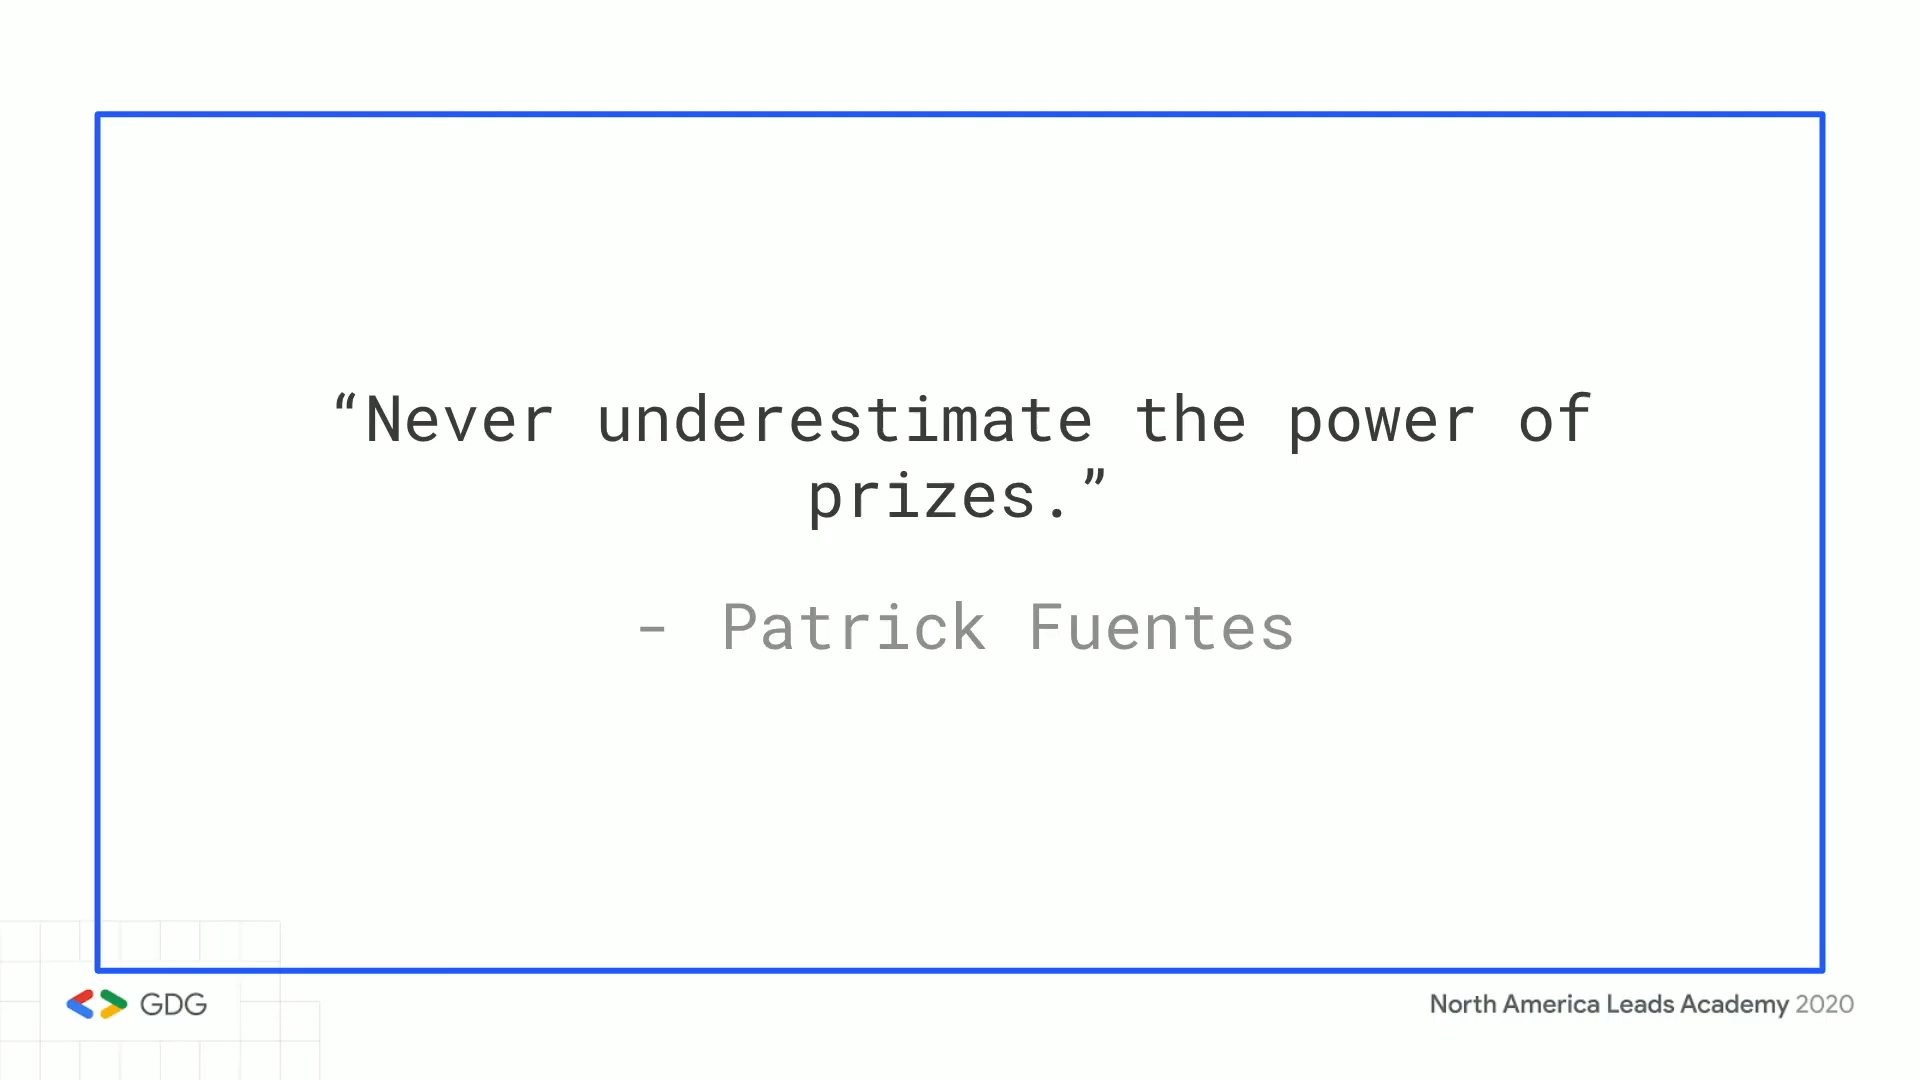 “Never underestimate the power of
prizes.”
- Patrick Fuentes
GDG
North America Leads Academy 2020